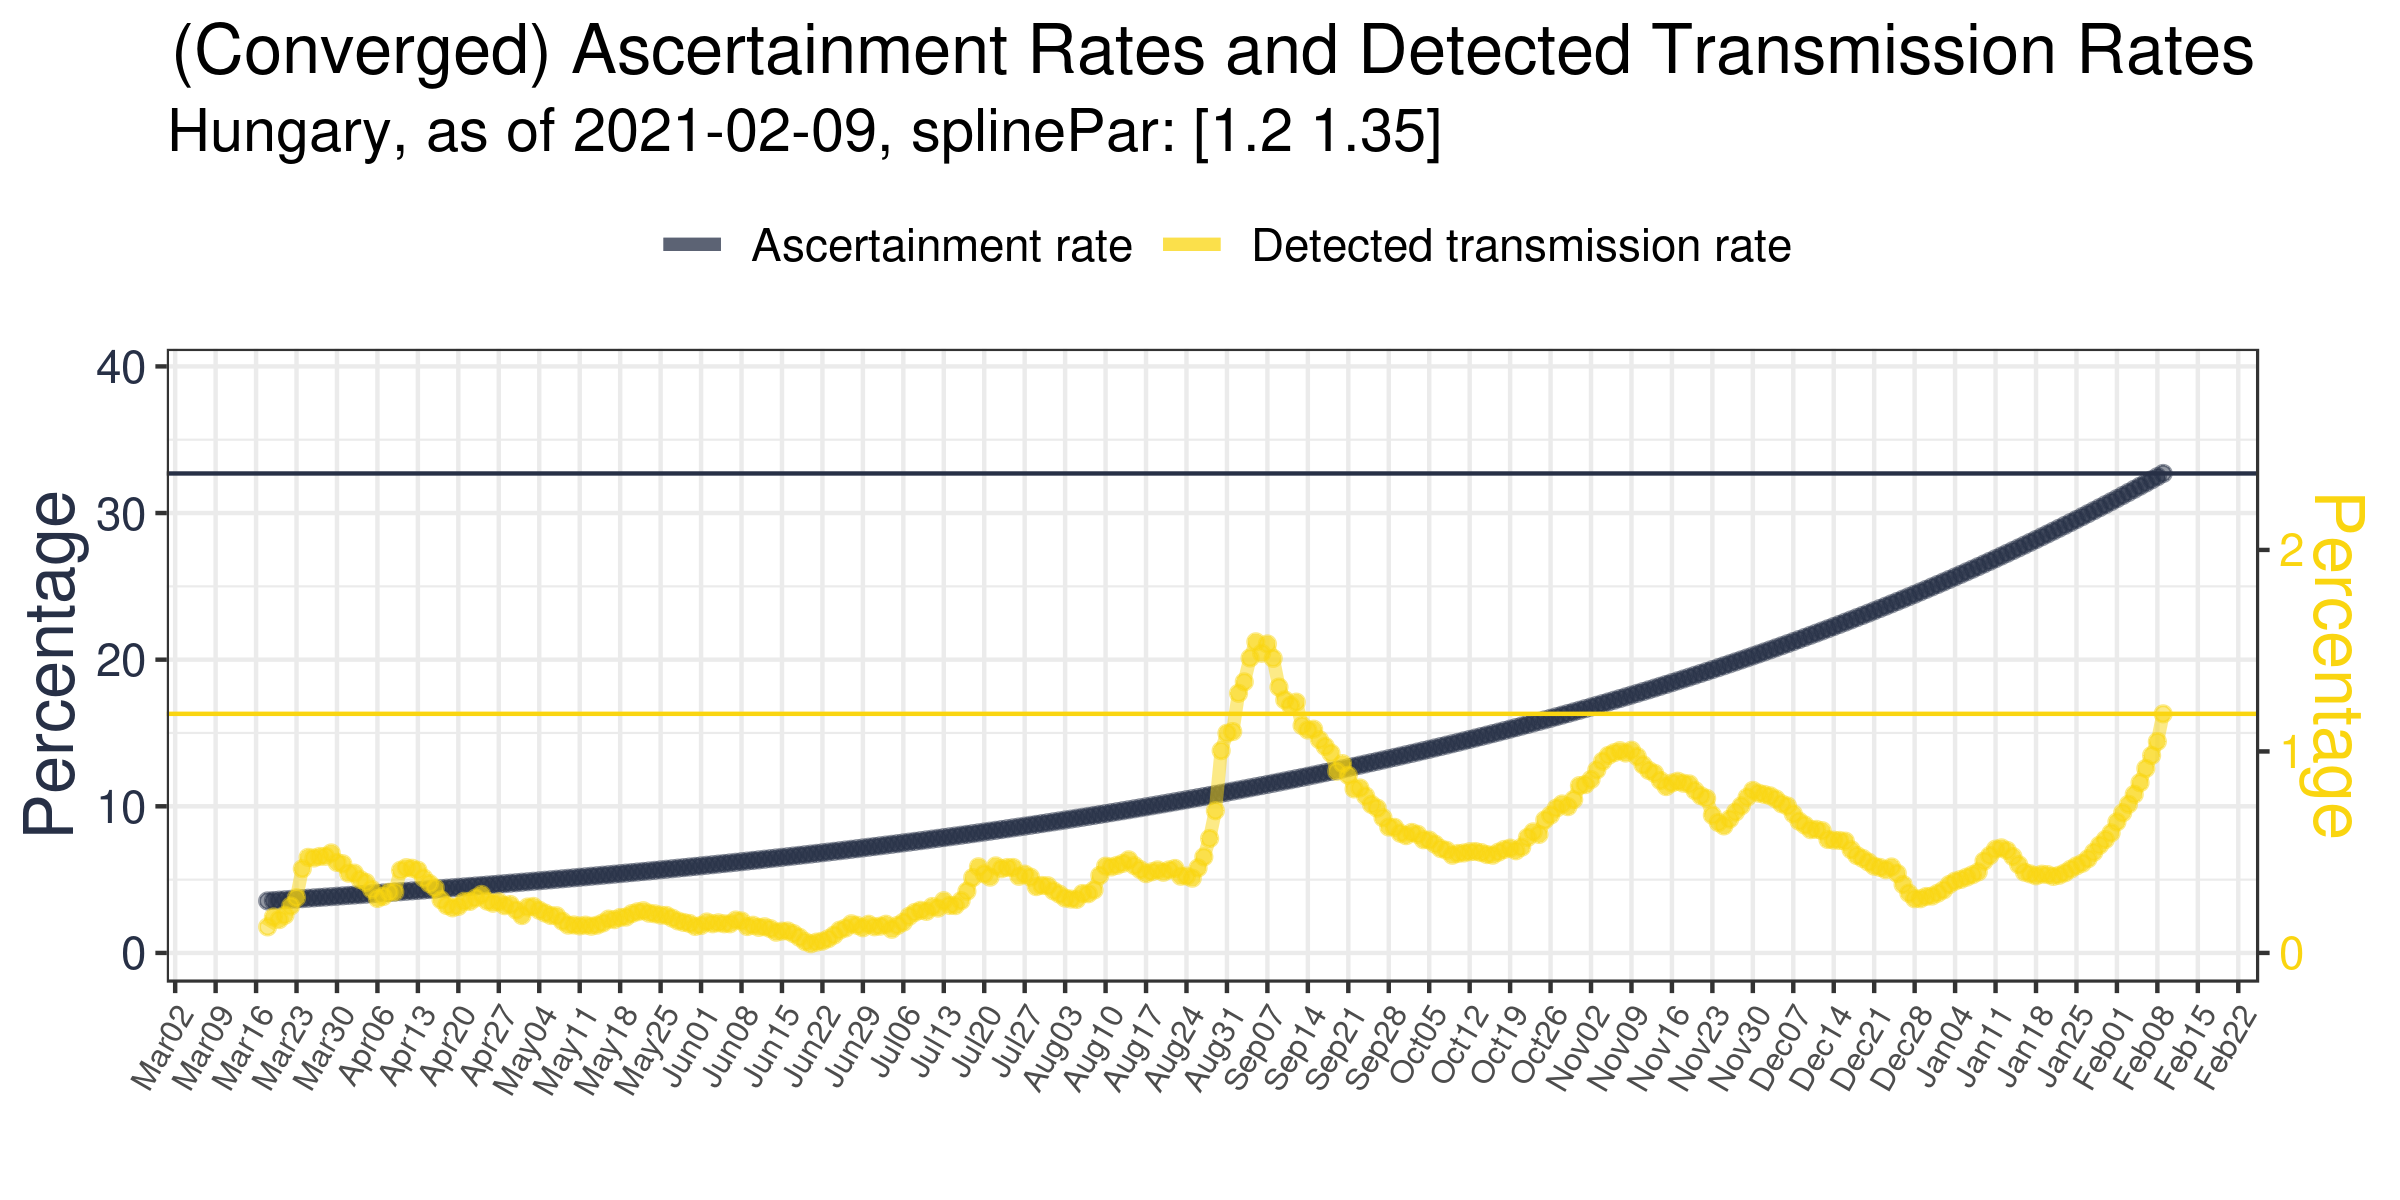 (Converged) Ascertainment Rates and Detected Transmission Rates
Hungary, as of 2021-02-09, splinePar: [1.2 1.35]
Ascertainment rate
Detected transmission rate
Percentage
40
30
20
10
0
2
1
0
Percentage
Mar02
Mar09
Mar16
Mar23
Mar30
Apr06
Apr13
Apr20
Apr27
May04
May11
May18
May25
Jun01
Jun08
Jun15
Jun22
Jun29
Jul06
Jul13
Jul20
Jul27
Aug03
Aug10
Aug17
Aug24
Aug31
Sep07
Sep14
Sep21
Sep28
Oct05
Oct12
Oct19
Oct26
Nov02
Nov09
Nov16
Nov23
Nov30
Dec07
Dec14
Dec21
Dec28
Jan04
Jan11
Jan18
Jan25
Feb01
Feb08
Feb15
Feb22